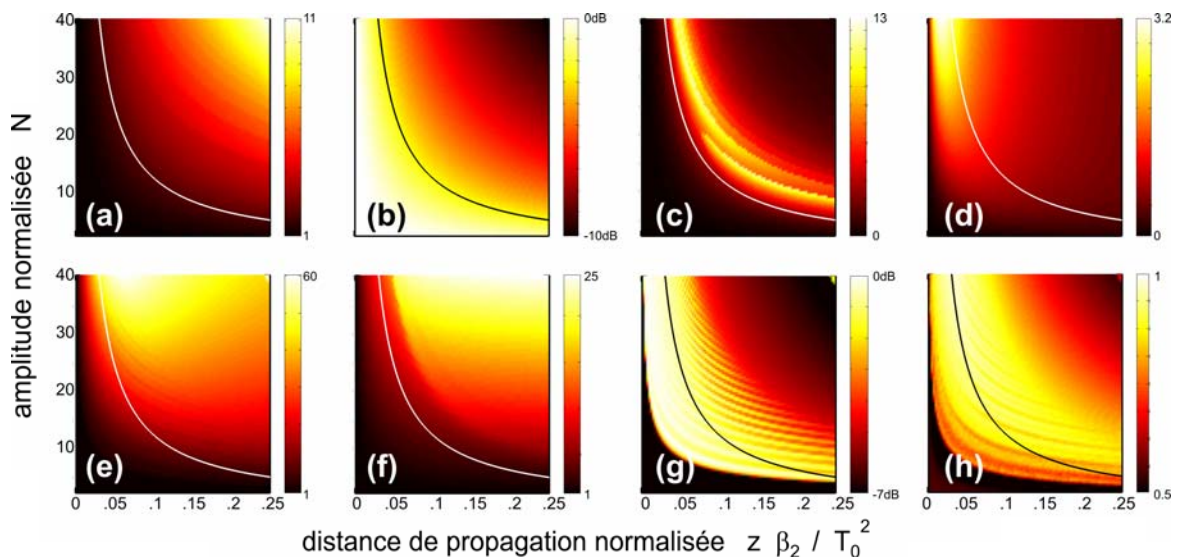 11 0dB 13 3.2
amplitude normalisée N
40
30
20
10
(a) (b) (c) (d)
1 -10dB 0 0
60 25 0dB 1
40
30
20
10
(e) (f) (g) (h)
1 1 -7dB 0.5
0 .05 .1 .15 .2 .25 0 .05 .1 .15 .2 .25 0 .05 .1 .15 .2 .25 0 .05 .1 .15 .2 .25
distance de propagation normalisée z β₂ / T₀²